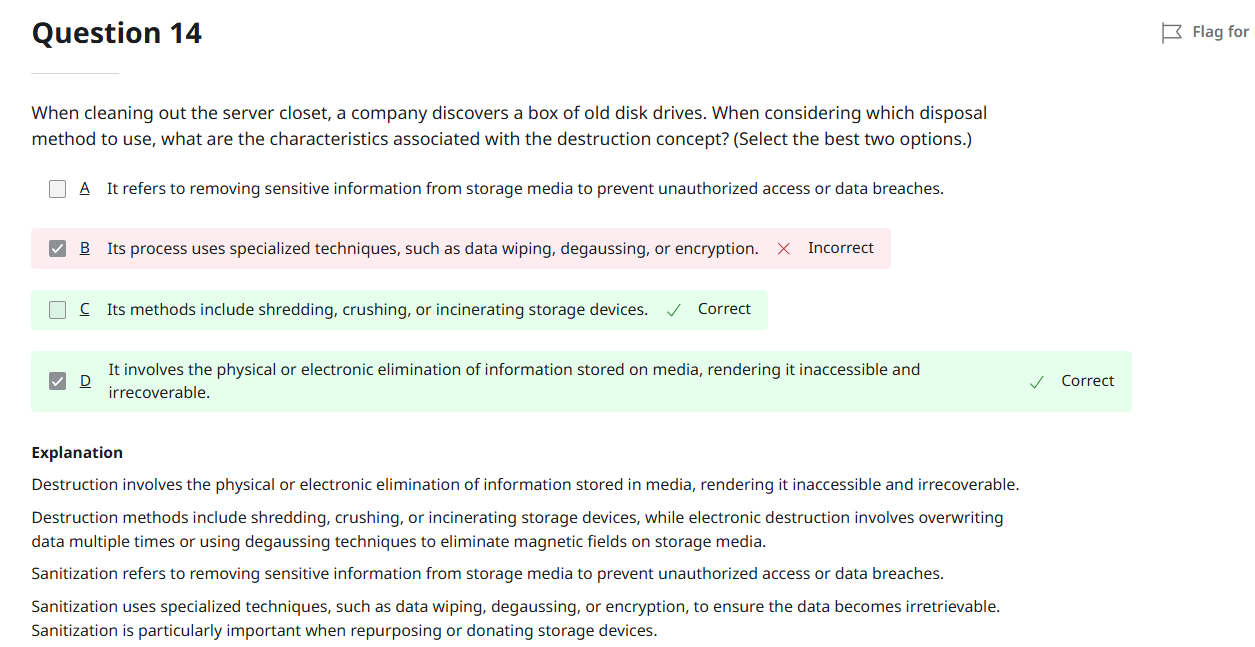 Question 14
Flag for
When cleaning out the server closet, a company discovers a box of old disk drives. When considering which disposal
method to use, what are the characteristics associated with the destruction concept? (Select the best two options.)
A It refers to removing sensitive information from storage media to prevent unauthorized access or data breaches.
B Its process uses specialized techniques, such as data wiping, degaussing, or encryption. Incorrect
C Its methods include shredding, crushing, or incinerating storage devices. Correct
D It involves the physical or electronic elimination of information stored on media, rendering it inaccessible and
irrecoverable. Correct
Explanation
Destruction involves the physical or electronic elimination of information stored in media, rendering it inaccessible and irrecoverable.
Destruction methods include shredding, crushing, or incinerating storage devices, while electronic destruction involves overwriting
data multiple times or using degaussing techniques to eliminate magnetic fields on storage media.
Sanitization refers to removing sensitive information from storage media to prevent unauthorized access or data breaches.
Sanitization uses specialized techniques, such as data wiping, degaussing, or encryption, to ensure the data becomes irretrievable.
Sanitization is particularly important when repurposing or donating storage devices.